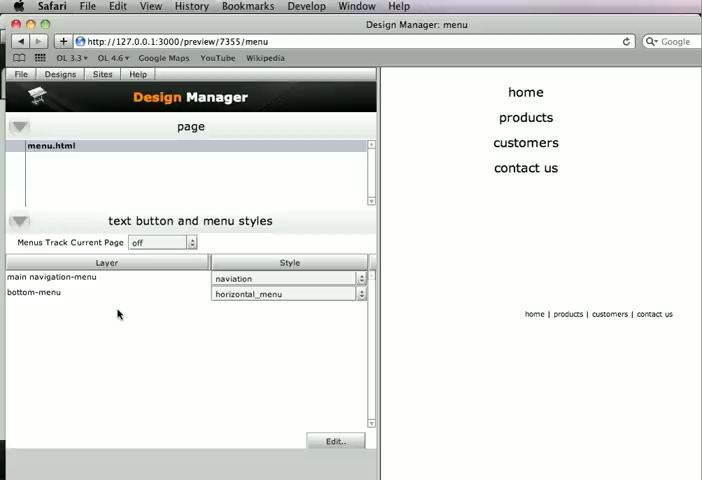 Safari File Edit View History Bookmarks Develop Window Help
Design Manager: menu
http://127.0.0.1:3000/preview/7355/menu
Google
OL 3.3 OL 4.6 Google Maps YouTube Wikipedia
File Designs Sites Help
Design Manager
page
menu.html
text button and menu styles
Menus Track Current Page off
Layer Style
main navigation-menu naviation
bottom-menu horizontal_menu
Edit..
home
products
customers
contact us
home | products | customers | contact us